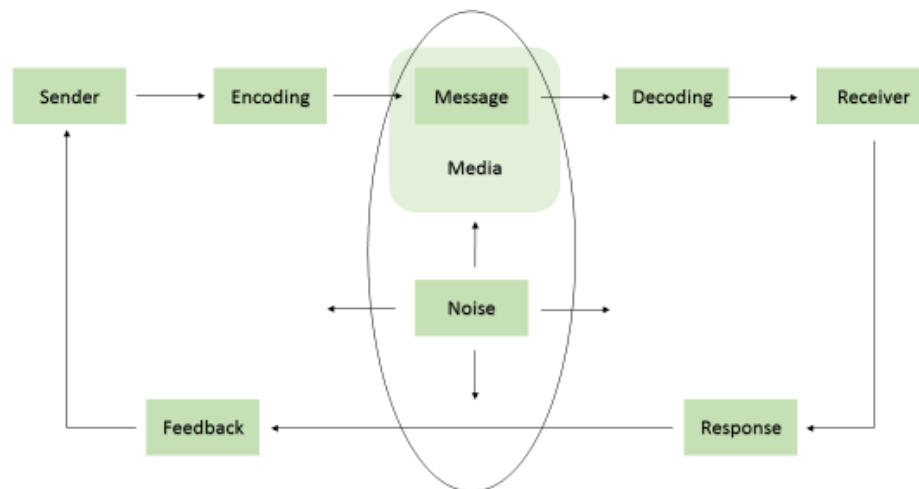 Sender
Encoding
Message
Decoding
Receiver
Media
Noise
Feedback
Response